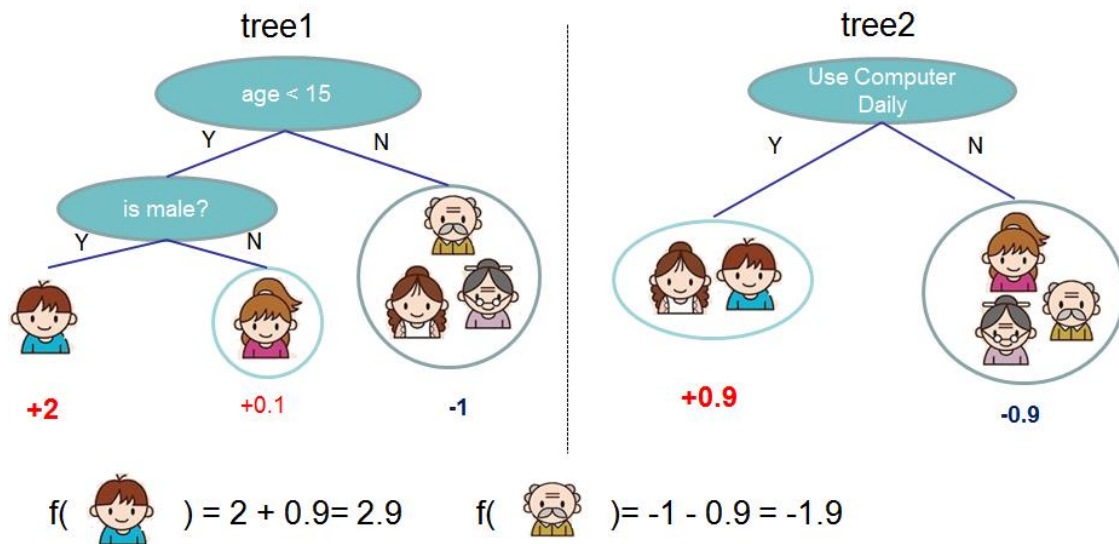 tree1
age < 15
Y
N
is male?
Y
N
+2
+0.1
-1
tree2
Use Computer
Daily
Y
N
+0.9
-0.9
f( ) = 2 + 0.9= 2.9
f( )= -1 - 0.9 = -1.9